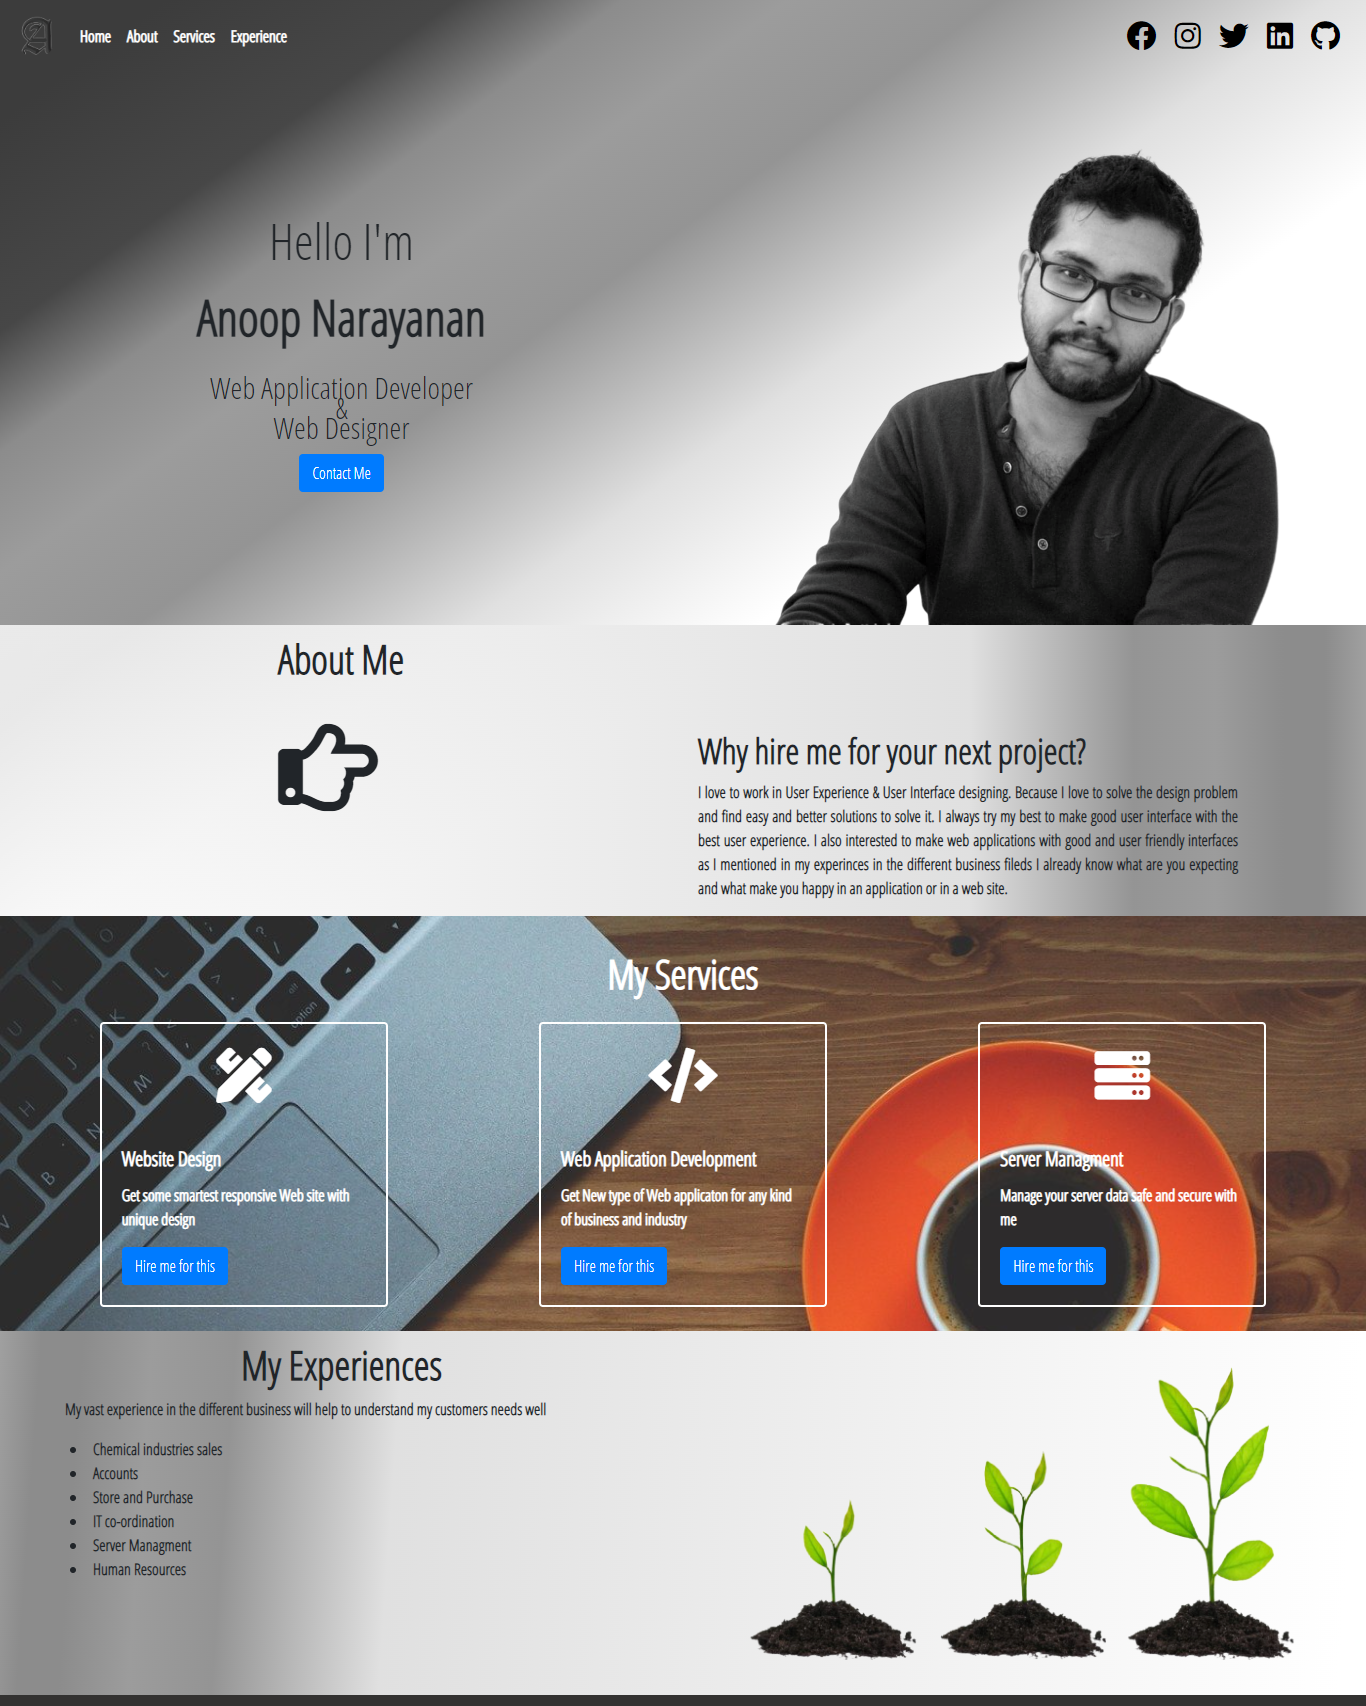 Home About Services Experience
Hello I'm
Anoop Narayanan
Web Application Developer
&
Web Designer
Contact Me
About Me
Why hire me for your next project?
I love to work in User Experience & User Interface designing. Because I love to solve the design problem
and find easy and better solutions to solve it. I always try my best to make good user interface with the
best user experience. I also interested to make web applications with good and user friendly interfaces
as I mentioned in my experinces in the different business fileds I already know what are you expecting
and what make you happy in an application or in a web site.
My Services
Website Design
Get some smartest responsive Web site with
unique design
Hire me for this
Web Application Development
Get New type of Web applicaton for any kind
of business and industry
Hire me for this
Server Managment
Manage your server data safe and secure with
me
Hire me for this
My Experiences
My vast experience in the different business will help to understand my customers needs well
Chemical industries sales
Accounts
Store and Purchase
IT co-ordination
Server Managment
Human Resources